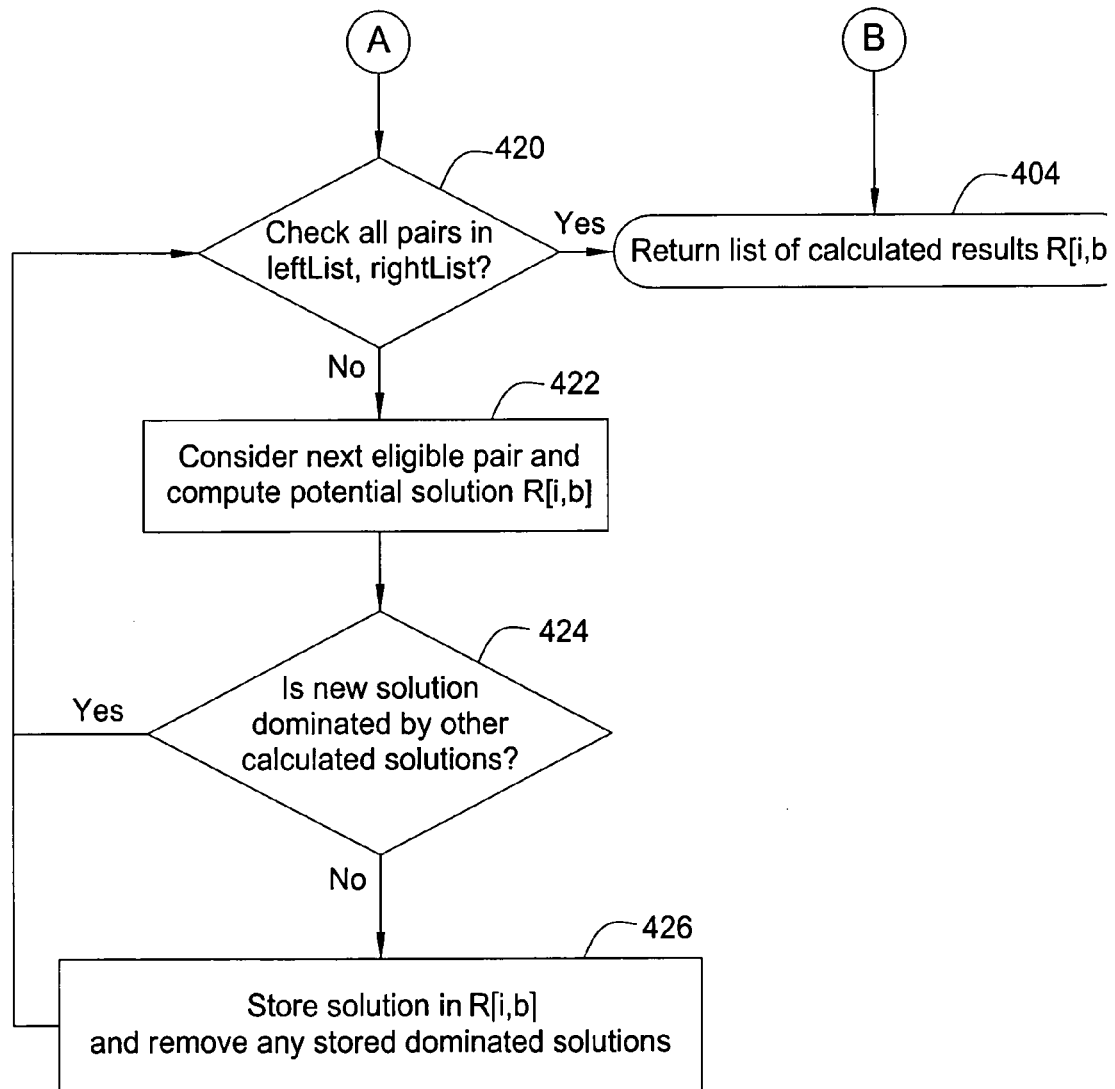 A
B
420
404
Check all pairs in
leftList, rightList?
Yes
Return list of calculated results R[i,b
No
422
Consider next eligible pair and
compute potential solution R[i,b]
424
Is new solution
dominated by other
calculated solutions?
Yes
No
426
Store solution in R[i,b]
and remove any stored dominated solutions